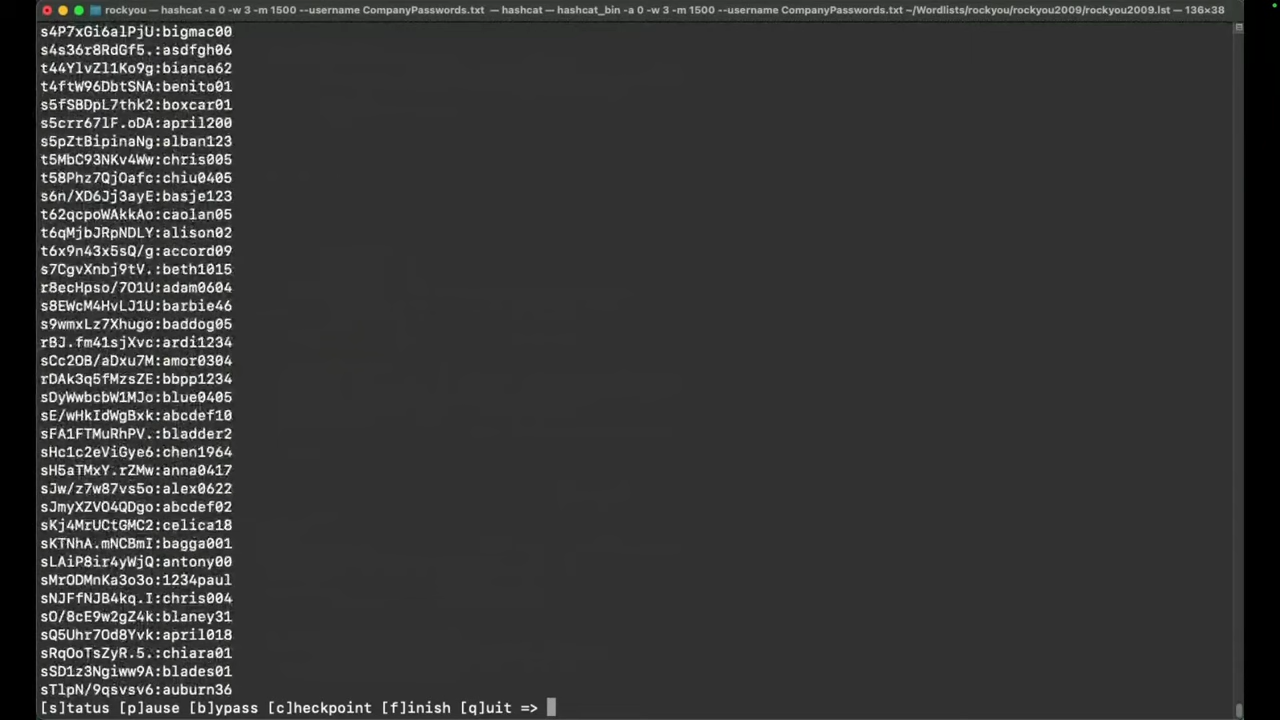 rockyou — hashcat -a 0 -w 3 -m 1500 --username CompanyPasswords.txt — hashcat — hashcat_bin -a 0 -w 3 -m 1500 --username CompanyPasswords.txt ~/Wordlists/rockyou/rockyou2009/rockyou2009.lst — 136×38
s4P7xGi6alPjU:bigmac00
s4s36r8RdGf5.:asdfgh06
t44YlvZl1Ko9g:bianca62
t4ftW96DbtSNA:benito01
s5fSBDpL7thk2:boxcar01
s5crr67lF.oDA:april200
s5pZtBipinaNg:alban123
t5MbC93NKv4Ww:chris005
t58Phz7QjOafc:chiu0405
s6n/XD6Jj3ayE:basje123
t62qcpoWAkkAo:caolan05
t6qMjbJRpNDLY:alison02
t6x9n43x5sQ/g:accord09
s7CgvXnbj9tV.:beth1015
r8ecHpso/7O1U:adam0604
s8EWcM4HvLJ1U:barbie46
s9wmxLz7Xhugo:baddog05
rBJ.fm41sjXvc:ardi1234
sCc2OB/aDxu7M:amor0304
rDAk3q5fMzsZE:bbpp1234
sDyWwbcbW1MJo:blue0405
sE/wHkIdWgBxk:abcdef10
sFA1FTMuRhPV.:bladder2
sHc1c2eViGye6:chen1964
sH5aTMxY.rZMw:anna0417
sJw/z7w87vs5o:alex0622
sJmyXZVO4QDgo:abcdef02
sKj4MrUCtGMC2:celica18
sKTNhA.mNCBmI:bagga001
sLAiP8ir4yWjQ:antony00
sMrODMnKa3o3o:1234paul
sNJFfNJB4kq.I:chris004
sO/8cE9w2gZ4k:blaney31
sQ5Uhr7Od8Yvk:april018
sRqOoTsZyR.5.:chiara01
sSD1z3Ngiww9A:blades01
sTlpN/9qsvsv6:auburn36
[s]tatus [p]ause [b]ypass [c]heckpoint [f]inish [q]uit =>